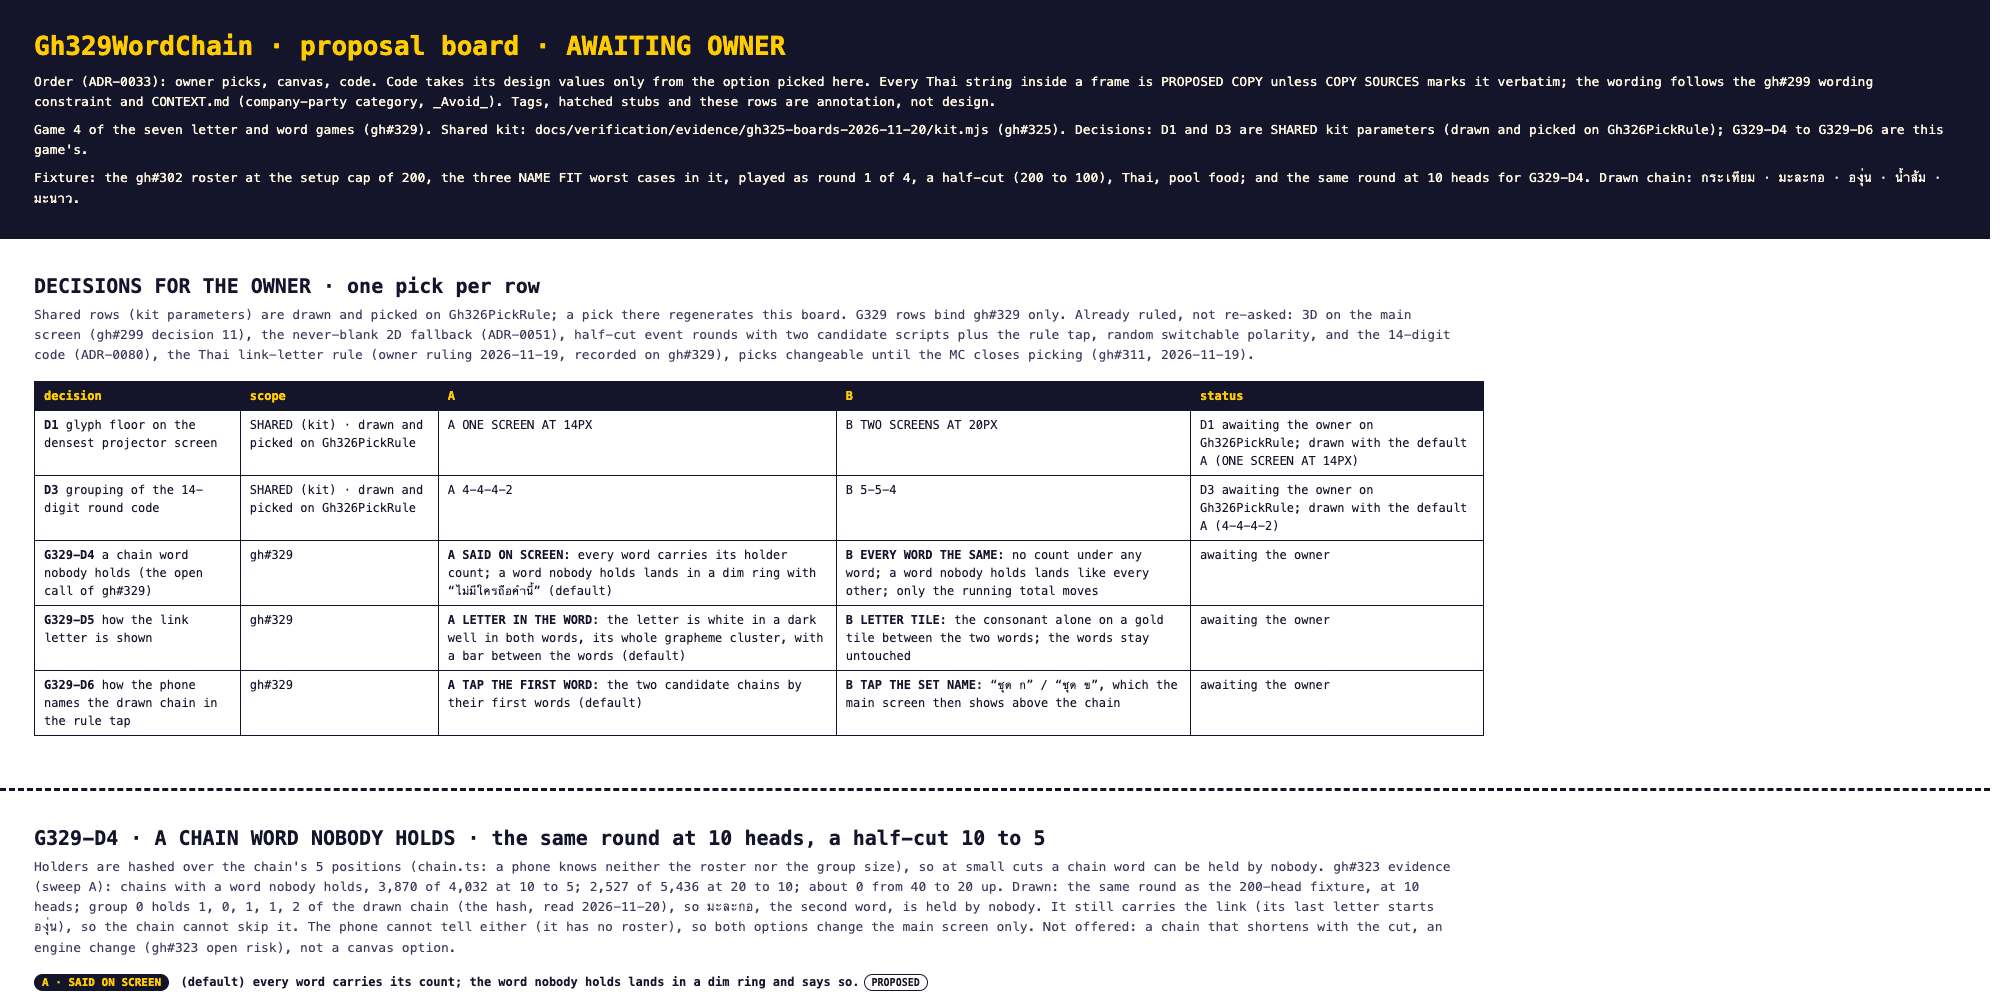 Gh329WordChain · proposal board · AWAITING OWNER
Order (ADR-0033): owner picks, canvas, code. Code takes its design values only from the option picked here. Every Thai string inside a frame is PROPOSED COPY unless COPY SOURCES marks it verbatim; the wording follows the gh#299 wording
constraint and CONTEXT.md (company-party category, _Avoid_). Tags, hatched stubs and these rows are annotation, not design.
Game 4 of the seven letter and word games (gh#329). Shared kit: docs/verification/evidence/gh325-boards-2026-11-20/kit.mjs (gh#325). Decisions: D1 and D3 are SHARED kit parameters (drawn and picked on Gh326PickRule); G329-D4 to G329-D6 are this
game's.
Fixture: the gh#302 roster at the setup cap of 200, the three NAME FIT worst cases in it, played as round 1 of 4, a half-cut (200 to 100), Thai, pool food; and the same round at 10 heads for G329-D4. Drawn chain: กระเทียม · มะละกอ · องุ่น · น้ำส้ม ·
มะนาว.
DECISIONS FOR THE OWNER · one pick per row
Shared rows (kit parameters) are drawn and picked on Gh326PickRule; a pick there regenerates this board. G329 rows bind gh#329 only. Already ruled, not re-asked: 3D on the main
screen (gh#299 decision 11), the never-blank 2D fallback (ADR-0051), half-cut event rounds with two candidate scripts plus the rule tap, random switchable polarity, and the 14-digit
code (ADR-0080), the Thai link-letter rule (owner ruling 2026-11-19, recorded on gh#329), picks changeable until the MC closes picking (gh#311, 2026-11-19).
decision scope A B status
D1 glyph floor on the
densest projector screen
SHARED (kit) · drawn and
picked on Gh326PickRule
A ONE SCREEN AT 14PX
B TWO SCREENS AT 20PX
D1 awaiting the owner on
Gh326PickRule; drawn with the default
A (ONE SCREEN AT 14PX)
D3 grouping of the 14-
digit round code
SHARED (kit) · drawn and
picked on Gh326PickRule
A 4-4-4-2
B 5-5-4
D3 awaiting the owner on
Gh326PickRule; drawn with the default
A (4-4-4-2)
G329-D4 a chain word
nobody holds (the open
call of gh#329)
gh#329
A SAID ON SCREEN: every word carries its holder
count; a word nobody holds lands in a dim ring with
“ไม่มีใครถือคำนี้” (default)
B EVERY WORD THE SAME: no count under any
word; a word nobody holds lands like every
other; only the running total moves
awaiting the owner
G329-D5 how the link
letter is shown
gh#329
A LETTER IN THE WORD: the letter is white in a dark
well in both words, its whole grapheme cluster, with
a bar between the words (default)
B LETTER TILE: the consonant alone on a gold
tile between the two words; the words stay
untouched
awaiting the owner
G329-D6 how the phone
names the drawn chain in
the rule tap
gh#329
A TAP THE FIRST WORD: the two candidate chains by
their first words (default)
B TAP THE SET NAME: “ชุด ก” / “ชุด ข”, which the
main screen then shows above the chain
awaiting the owner
G329-D4 · A CHAIN WORD NOBODY HOLDS · the same round at 10 heads, a half-cut 10 to 5
Holders are hashed over the chain's 5 positions (chain.ts: a phone knows neither the roster nor the group size), so at small cuts a chain word can be held by nobody. gh#323 evidence
(sweep A): chains with a word nobody holds, 3,870 of 4,032 at 10 to 5; 2,527 of 5,436 at 20 to 10; about 0 from 40 to 20 up. Drawn: the same round as the 200-head fixture, at 10
heads; group 0 holds 1, 0, 1, 1, 2 of the drawn chain (the hash, read 2026-11-20), so มะละกอ, the second word, is held by nobody. It still carries the link (its last letter starts
องุ่น), so the chain cannot skip it. The phone cannot tell either (it has no roster), so both options change the main screen only. Not offered: a chain that shortens with the cut, an
engine change (gh#323 open risk), not a canvas option.
A · SAID ON SCREEN (default) every word carries its count; the word nobody holds lands in a dim ring and says so. PROPOSED